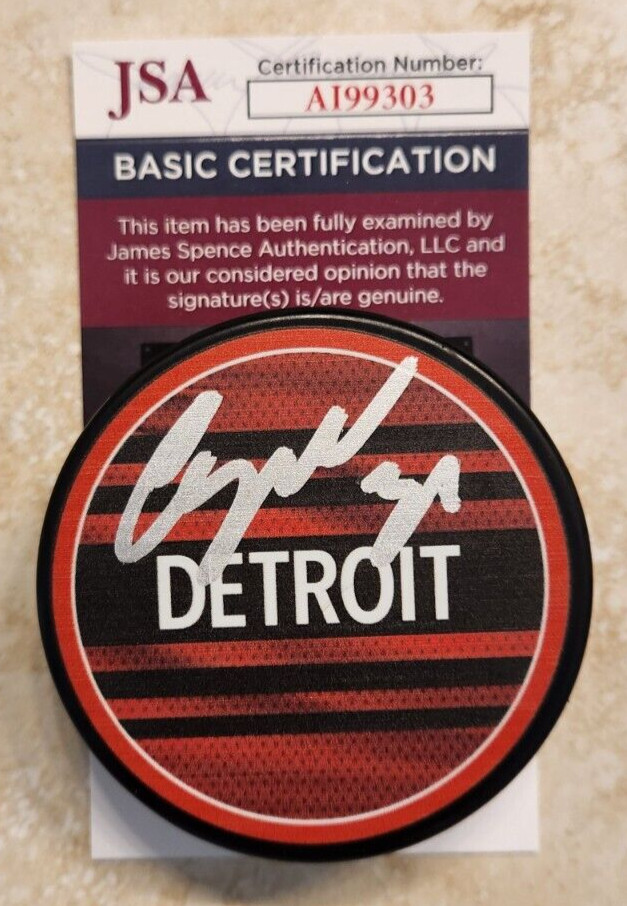 JSA
Certification Number:
AI99303
BASIC CERTIFICATION
This item has been fully examined by
James Spence Authentication, LLC and
it is our considered opinion that the
signature(s) is/are genuine.
DETROIT